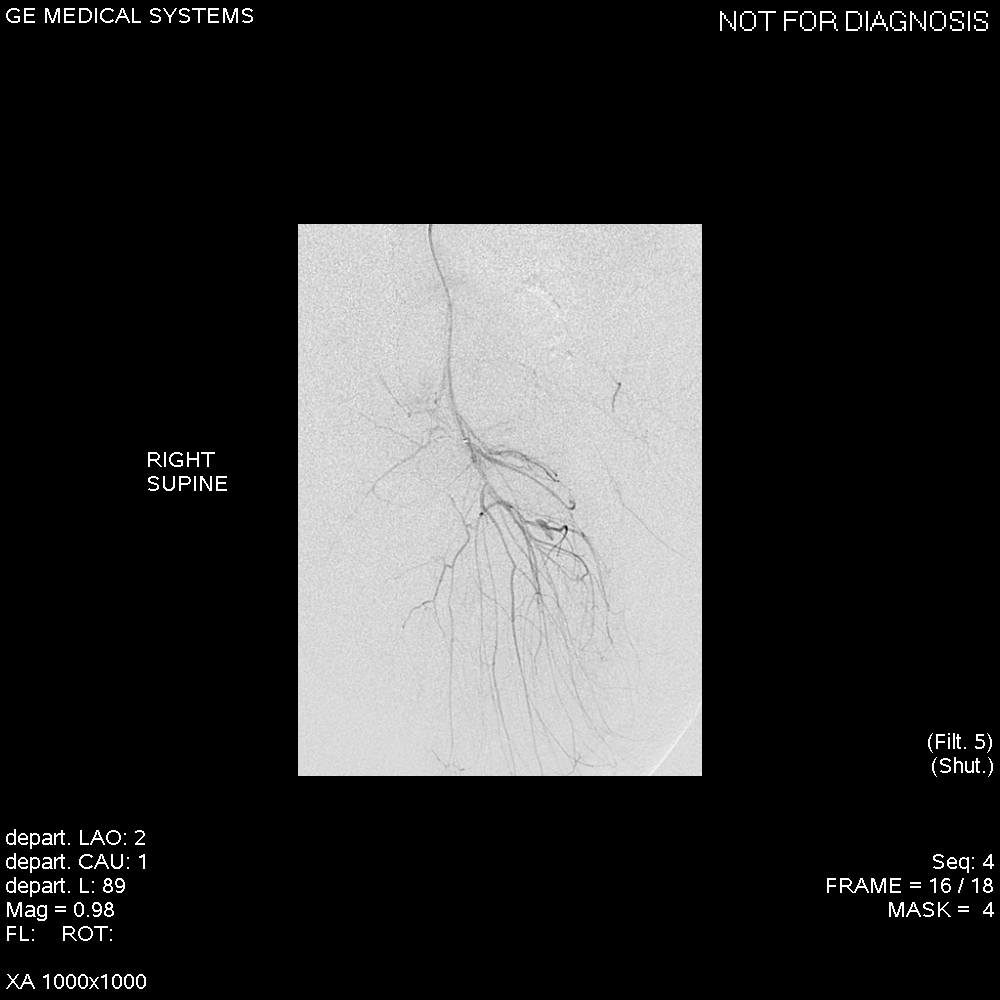 GE MEDICAL SYSTEMS
NOT FOR DIAGNOSIS
RIGHT
SUPINE
(Filt. 5)
(Shut.)
depart. LAO: 2
depart. CAU: 1
depart. L: 89
Mag = 0.98
FL: ROT:
XA 1000x1000
Seq: 4
FRAME = 16 / 18
MASK = 4